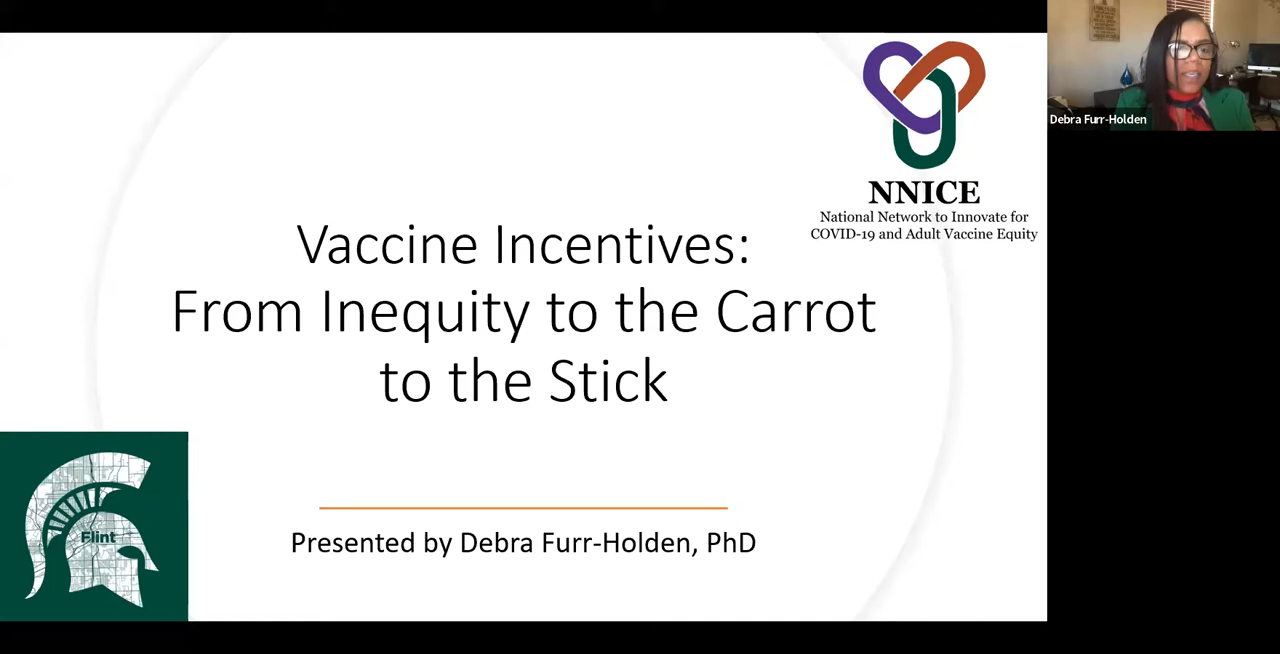 NNICE
National Network to Innovate for
COVID-19 and Adult Vaccine Equity
Vaccine Incentives:
From Inequity to the Carrot
to the Stick
Presented by Debra Furr-Holden, PhD
Flint
Debra Furr-Holden